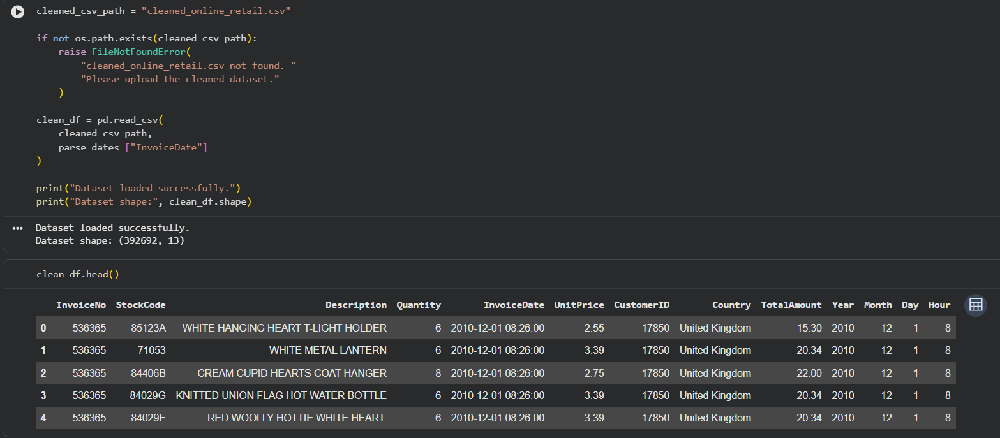 cleaned_csv_path = "cleaned_online_retail.csv"
if not os.path.exists(cleaned_csv_path):
raise FileNotFoundError(
"cleaned_online_retail.csv not found. "
"Please upload the cleaned dataset."
)
clean_df = pd.read_csv(
cleaned_csv_path,
parse_dates=["InvoiceDate"]
)
print("Dataset loaded successfully.")
print("Dataset shape:", clean_df.shape)
Dataset loaded successfully.
Dataset shape: (392692, 13)
clean_df.head()
InvoiceNo StockCode Description Quantity InvoiceDate UnitPrice CustomerID Country TotalAmount Year Month Day Hour
0 536365 85123A WHITE HANGING HEART T-LIGHT HOLDER 6 2010-12-01 08:26:00 2.55 17850 United Kingdom 15.30 2010 12 1 8
1 536365 71053 WHITE METAL LANTERN 6 2010-12-01 08:26:00 3.39 17850 United Kingdom 20.34 2010 12 1 8
2 536365 84406B CREAM CUPID HEARTS COAT HANGER 8 2010-12-01 08:26:00 2.75 17850 United Kingdom 22.00 2010 12 1 8
3 536365 84029G KNITTED UNION FLAG HOT WATER BOTTLE 6 2010-12-01 08:26:00 3.39 17850 United Kingdom 20.34 2010 12 1 8
4 536365 84029E RED WOOLLY HOTTIE WHITE HEART. 6 2010-12-01 08:26:00 3.39 17850 United Kingdom 20.34 2010 12 1 8